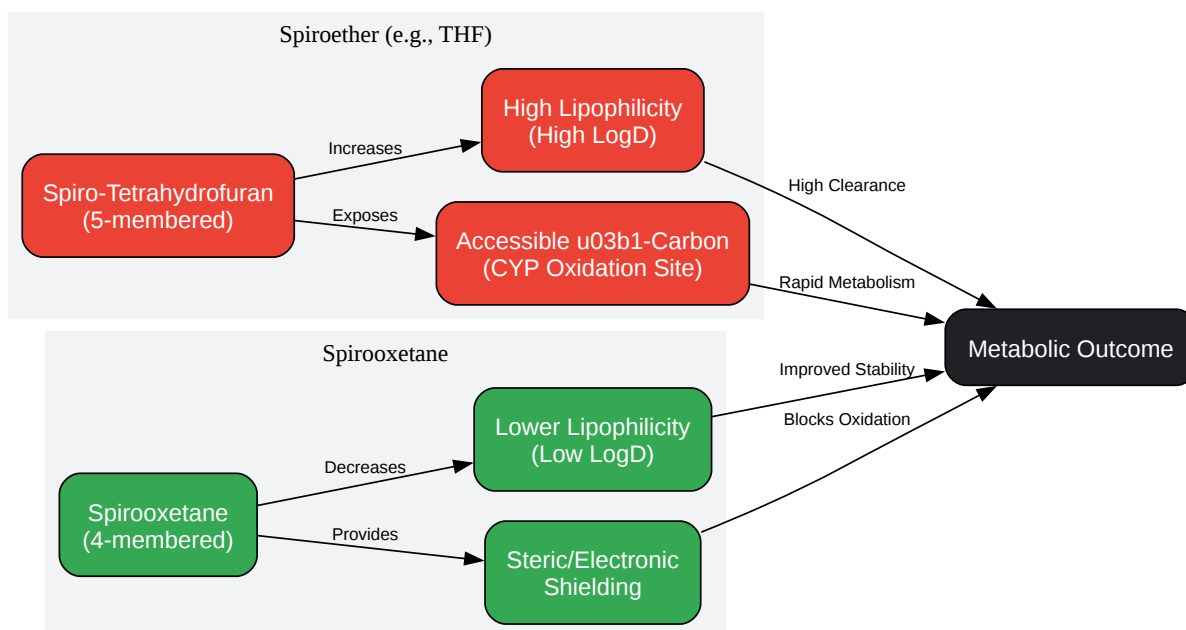 Spiroether (e.g., THF)
High Lipophilicity
(High LogD)
Increases
High Clearance
Spiro-Tetrahydrofuran
(5-membered)
Exposes
Accessible u03b1-Carbon
(CYP Oxidation Site)
Rapid Metabolism
Metabolic Outcome
Spirooxetane
Improved Stability
Lower Lipophilicity
(Low LogD)
Blocks Oxidation
Decreases
Spirooxetane
(4-membered)
Provides
Steric/Electronic
Shielding